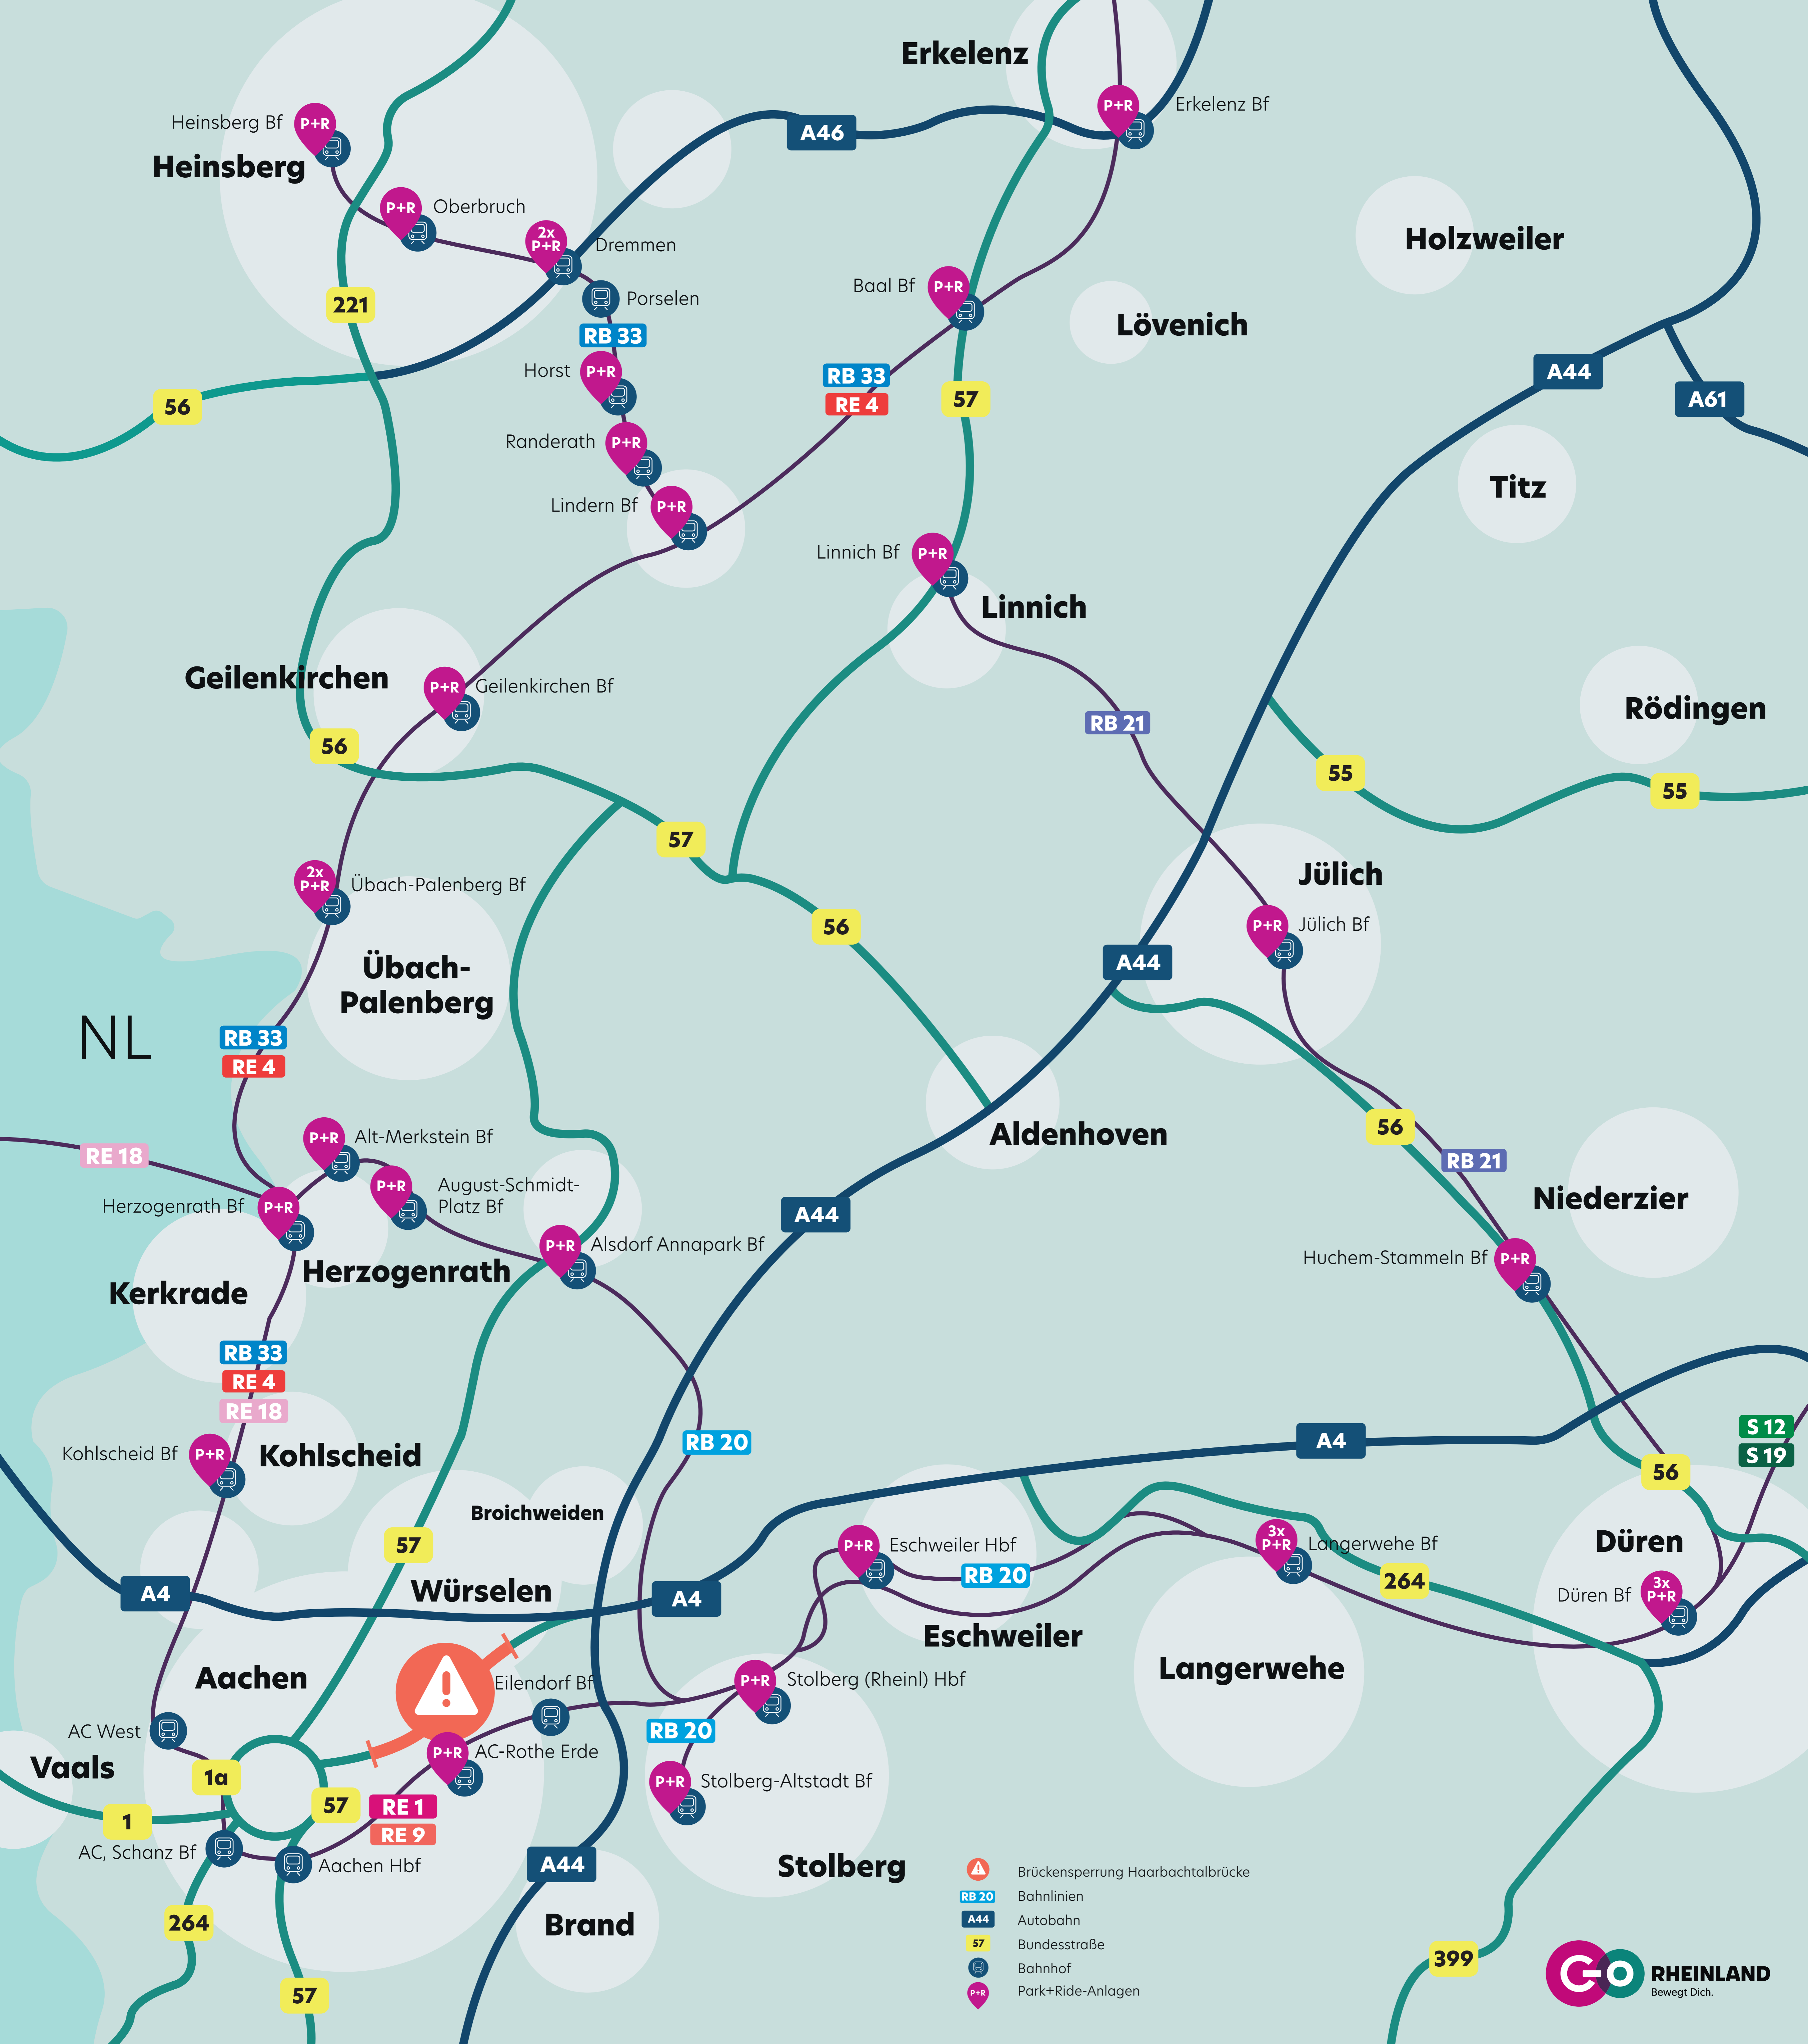 Erkelenz
P+R
Erkelenz Bf
Heinsberg Bf
P+R
Heinsberg
A46
P+R
Oberbruch
2x
P+R
Dremmen
Holzweiler
Baal Bf
P+R
Porselen
221
Lövenich
RB 33
Horst
P+R
RB 33
RE 4
A44
57
A61
56
Randerath
P+R
Titz
Lindern Bf
P+R
Linnich Bf
P+R
Linnich
Geilenkirchen
P+R
Geilenkirchen Bf
Rödingen
RB 21
56
55
55
57
2x
P+R
Übach-Palenberg Bf
Jülich
56
P+R
Jülich Bf
A44
Übach-
Palenberg
NL
RB 33
RE 4
56
Aldenhoven
P+R
Alt-Merkstein Bf
RE 18
RB 21
P+R
August-Schmidt-
Platz Bf
Herzogenrath Bf
P+R
Niederzier
A44
P+R
Alsdorf Annapark Bf
Huchem-Stammeln Bf
P+R
Herzogenrath
Kerkrade
RB 33
RE 4
RE 18
S 12
S 19
A4
RB 20
Kohlscheid Bf
P+R
Kohlscheid
56
Broichweiden
57
P+R
Eschweiler Hbf
3x
P+R
Langerwehe Bf
Düren
RB 20
264
A4
Würselen
A4
Düren Bf
3x
P+R
Eschweiler
Aachen
Eilendorf Bf
P+R
Stolberg (Rheinl) Hbf
Langerwehe
AC West
RB 20
Vaals
P+R
AC-Rothe Erde
1a
P+R
Stolberg-Altstadt Bf
57
RE 1
RE 9
1
AC, Schanz Bf
Aachen Hbf
A44
Stolberg
264
Brand
57
Brückensperrung Haarbachtalbrücke
RB 20
Bahnlinien
A44
Autobahn
57
Bundesstraße
Bahnhof
P+R
Park+Ride-Anlagen
399
GO
RHEINLAND
Bewegt Dich.